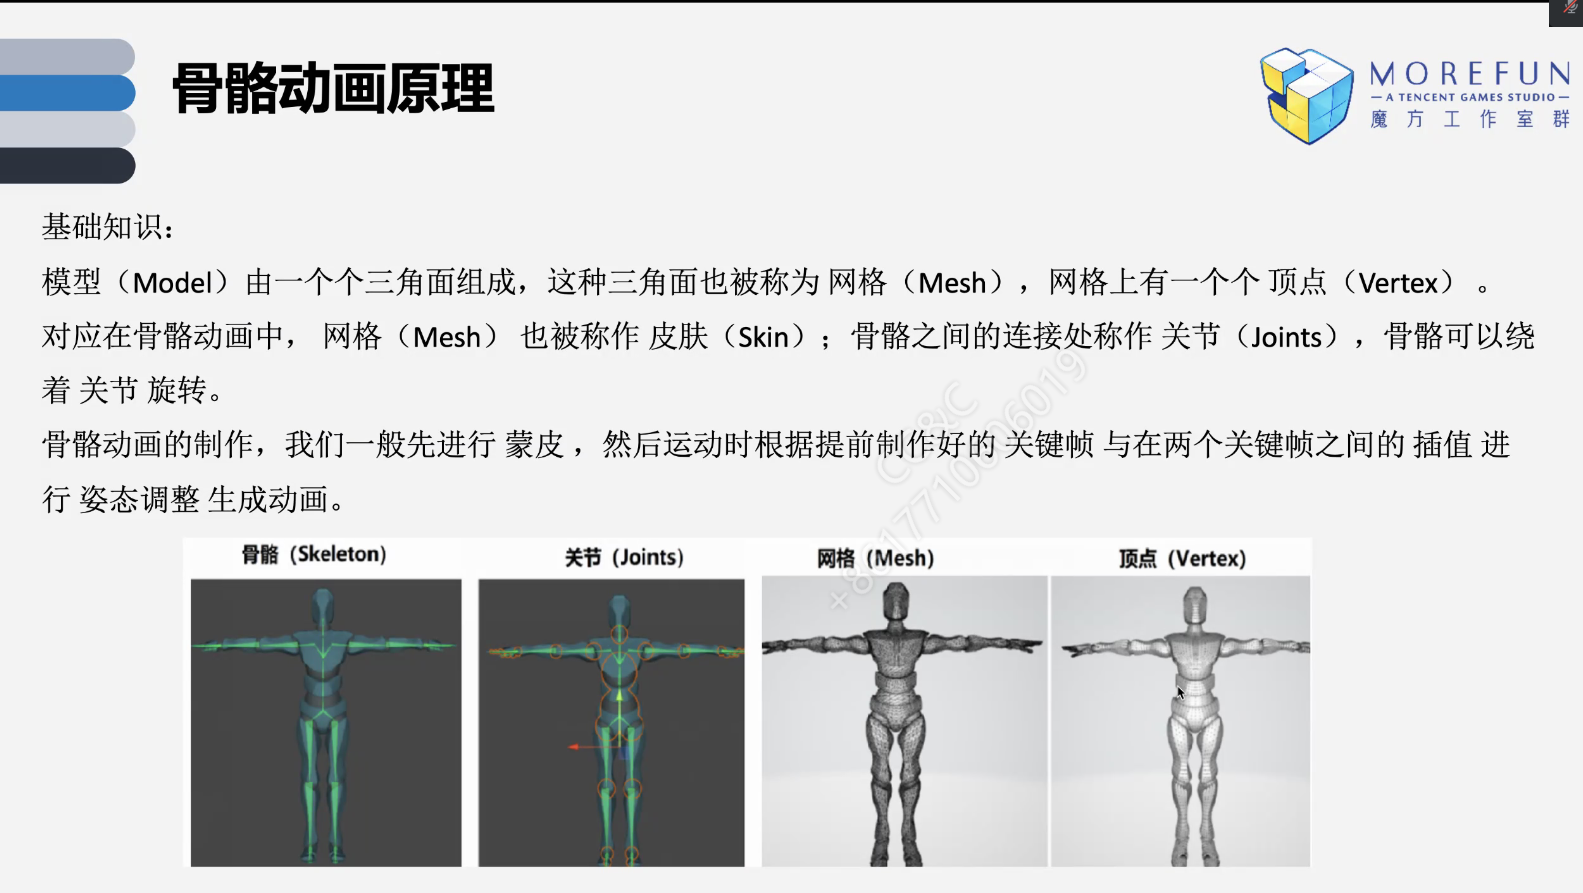 骨骼动画原理
MOREFUN
A TENCENT GAMES STUDIO
魔方工作室群
基础知识：
模型（Model）由一个个三角面组成，这种三角面也被称为 网格（Mesh），网格上有一个个 顶点（Vertex） 。
对应在骨骼动画中， 网格（Mesh） 也被称作 皮肤（Skin）；骨骼之间的连接处称作 关节（Joints），骨骼可以绕
着 关节 旋转。
骨骼动画的制作，我们一般先进行 蒙皮 ，然后运动时根据提前制作好的 关键帧 与在两个关键帧之间的 插值 进
行 姿态调整 生成动画。
骨骼（Skeleton） 关节（Joints） 网格（Mesh） 顶点（Vertex）